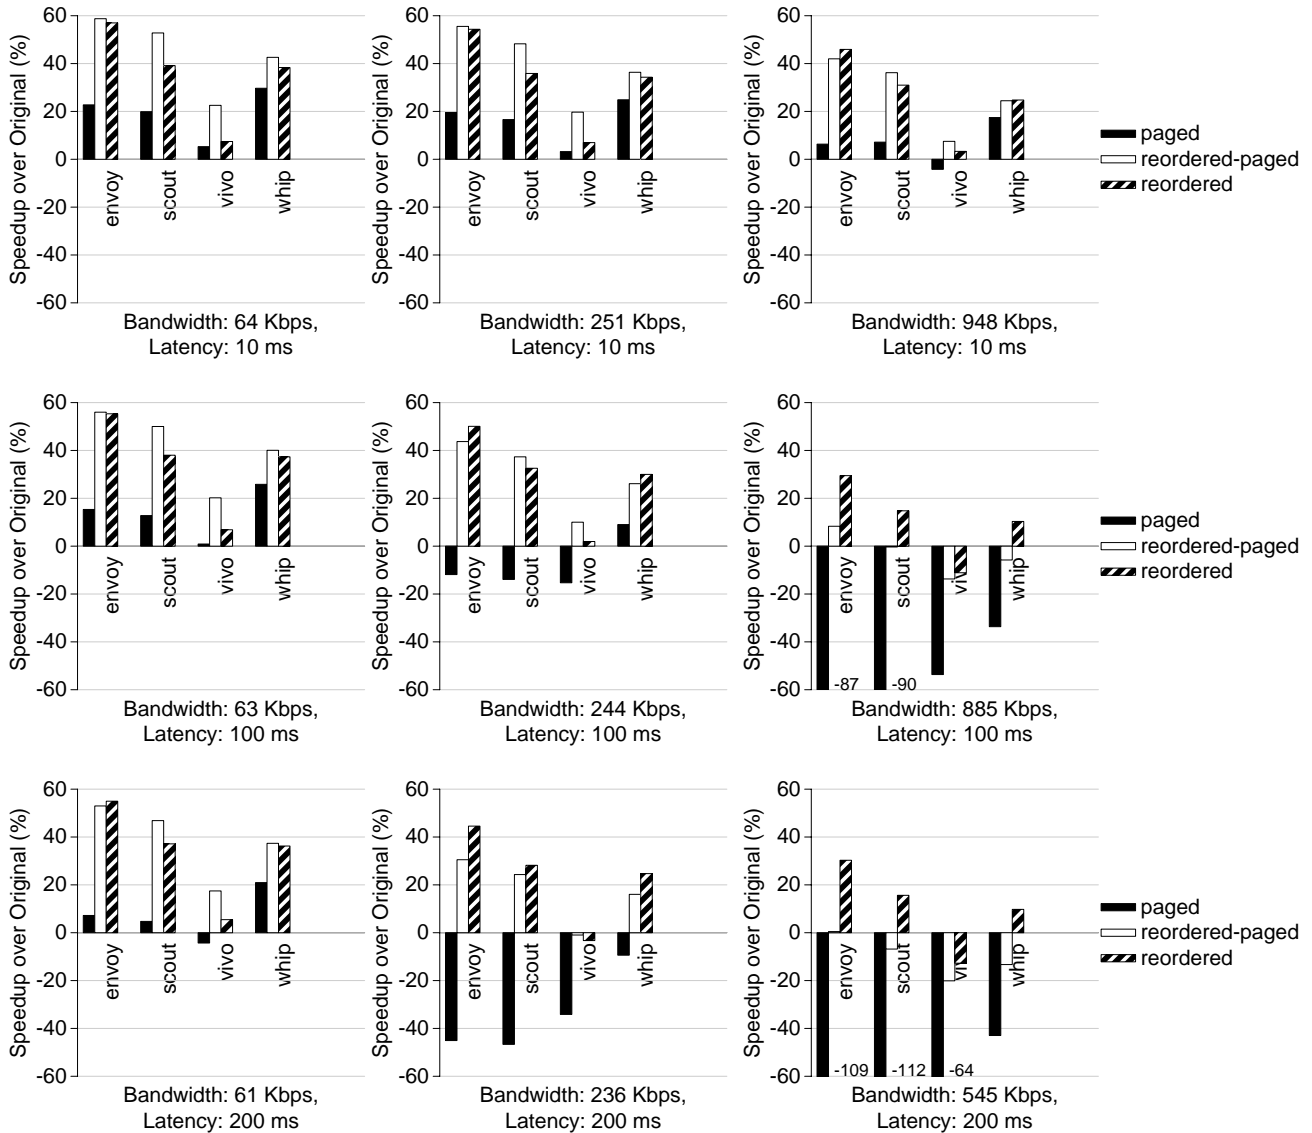 Speedup over Original (%)
60
40
20
0
-20
-40
-60
envoy
scout
vivo
whip
Bandwidth: 64 Kbps,
Latency: 10 ms
Speedup over Original (%)
60
40
20
0
-20
-40
-60
envoy
scout
vivo
whip
Bandwidth: 251 Kbps,
Latency: 10 ms
Speedup over Original (%)
60
40
20
0
-20
-40
-60
envoy
scout
vivo
whip
Bandwidth: 948 Kbps,
Latency: 10 ms
paged
reordered-paged
reordered
Speedup over Original (%)
60
40
20
0
-20
-40
-60
envoy
scout
vivo
whip
Bandwidth: 63 Kbps,
Latency: 100 ms
Speedup over Original (%)
60
40
20
0
-20
-40
-60
envoy
scout
vivo
whip
Bandwidth: 244 Kbps,
Latency: 100 ms
Speedup over Original (%)
60
40
20
0
-20
-40
-60
envoy
scout
vivo
whip
-87
-90
Bandwidth: 885 Kbps,
Latency: 100 ms
paged
reordered-paged
reordered
Speedup over Original (%)
60
40
20
0
-20
-40
-60
envoy
scout
vivo
whip
Bandwidth: 61 Kbps,
Latency: 200 ms
Speedup over Original (%)
60
40
20
0
-20
-40
-60
envoy
scout
vivo
whip
Bandwidth: 236 Kbps,
Latency: 200 ms
Speedup over Original (%)
60
40
20
0
-20
-40
-60
envoy
scout
vivo
whip
-109
-112
-64
Bandwidth: 545 Kbps,
Latency: 200 ms
paged
reordered-paged
reordered